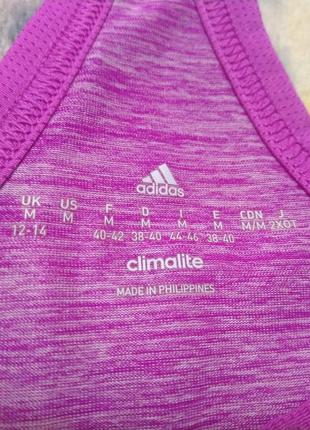 adidas
UK US F D I E CDN J
M M M M M M M/M 2XOT
12-14 40-42 38-40 44-46 38-40
climalite
MADE IN PHILIPPINES